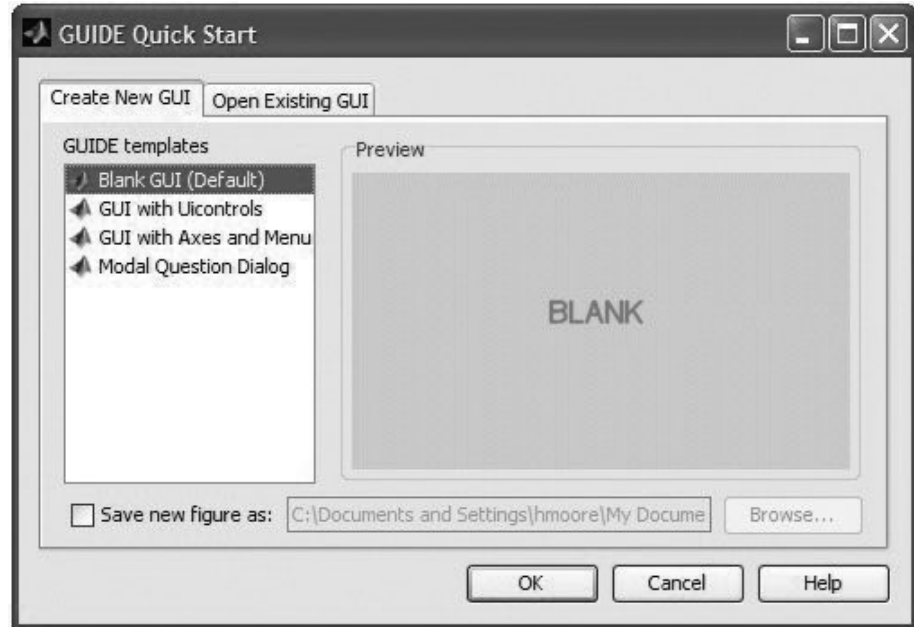 GUIDE Quick Start
Create New GUI
Open Existing GUI
GUIDE templates
Blank GUI (Default)
GUI with Uicontrols
GUI with Axes and Menu
Modal Question Dialog
Preview
BLANK
Save new figure as:
C:\Documents and Settings\hmoore\My Docume
Browse...
OK
Cancel
Help